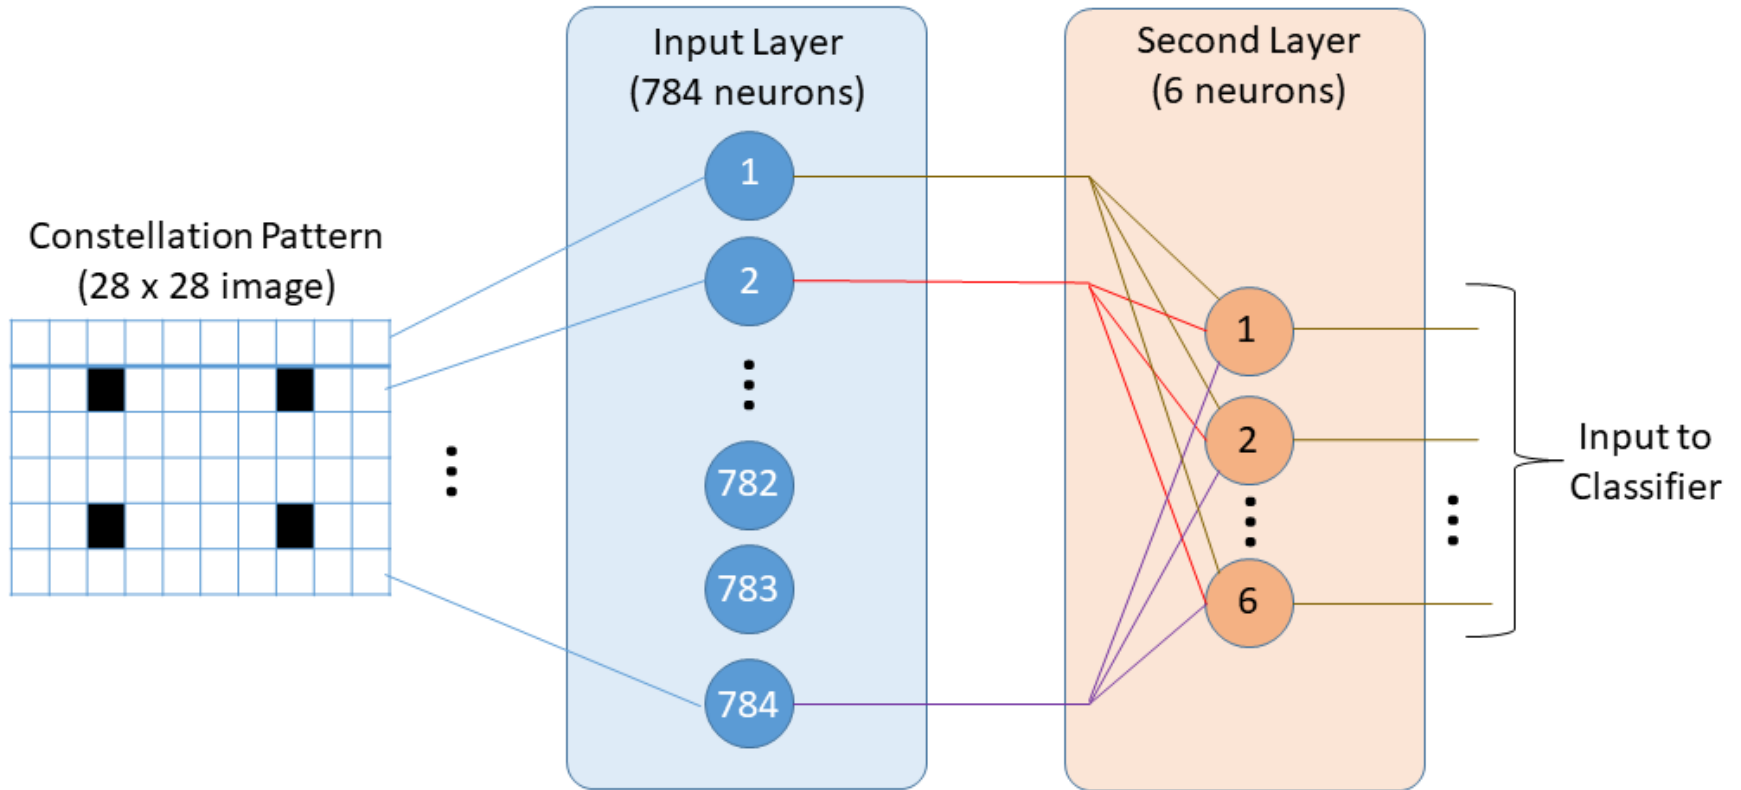 Constellation Pattern
(28 x 28 image)
Input Layer
(784 neurons)
1
2
782
783
784
Second Layer
(6 neurons)
1
2
6
Input to
Classifier